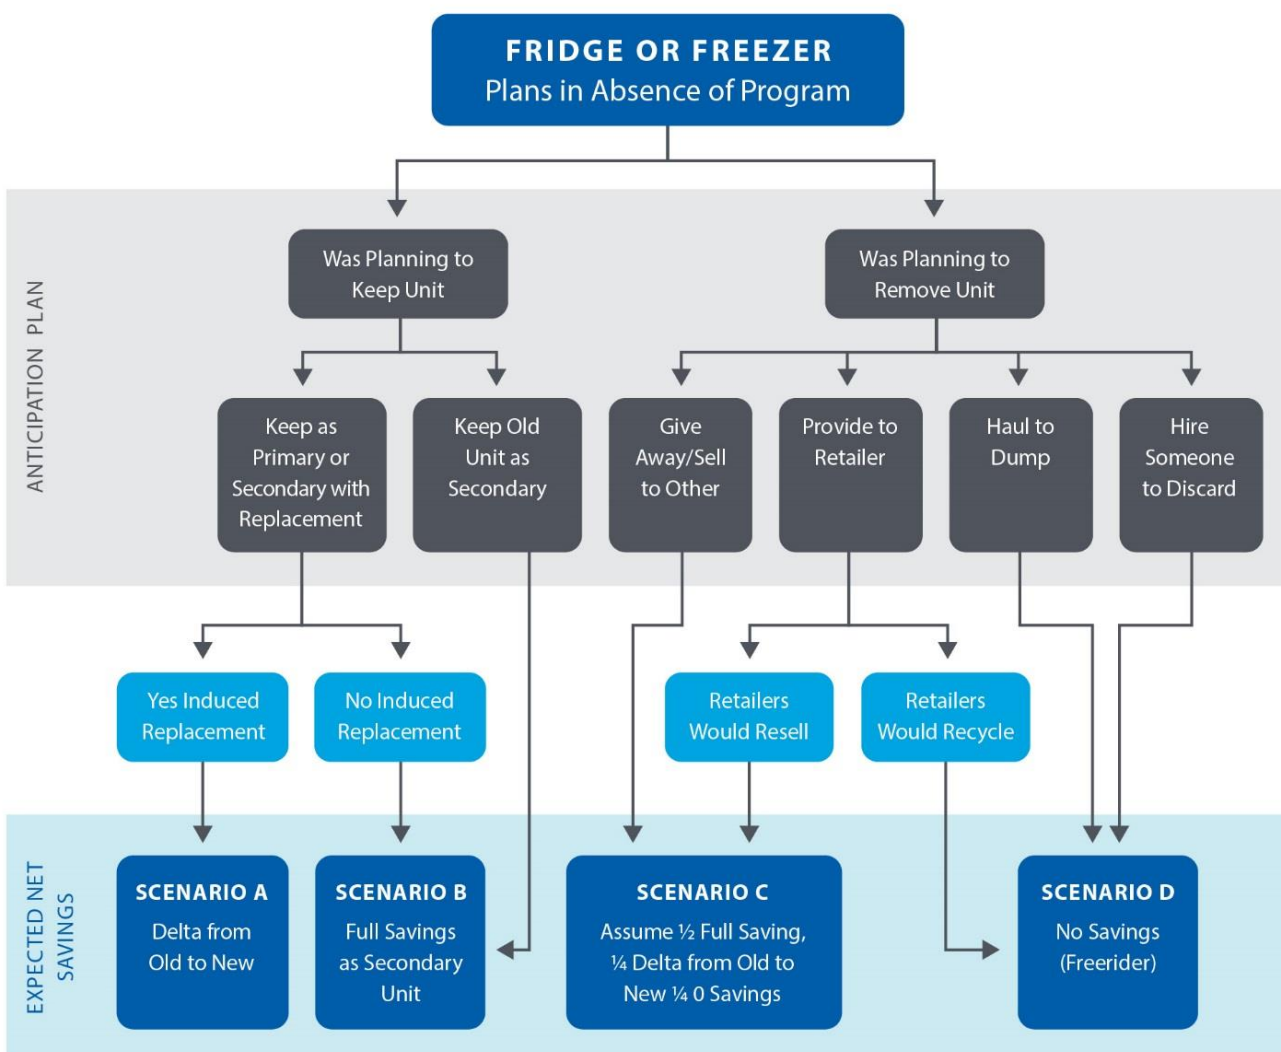 FRIDGE OR FREEZER
Plans in Absence of Program
ANTICIPATION PLAN
Was Planning to
Keep Unit
Was Planning to
Remove Unit
Keep as
Primary or
Secondary with
Replacement
Keep Old
Unit as
Secondary
Give
Away/Sell
to Other
Provide to
Retailer
Haul to
Dump
Hire
Someone
to Discard
Yes Induced
Replacement
No Induced
Replacement
Retailers
Would Resell
Retailers
Would Recycle
EXPECTED NET
SAVINGS
SCENARIO A
Delta from
Old to New
SCENARIO B
Full Savings
as Secondary
Unit
SCENARIO C
Assume ½ Full Saving,
¼ Delta from Old to
New ¼ 0 Savings
SCENARIO D
No Savings
(Freerider)